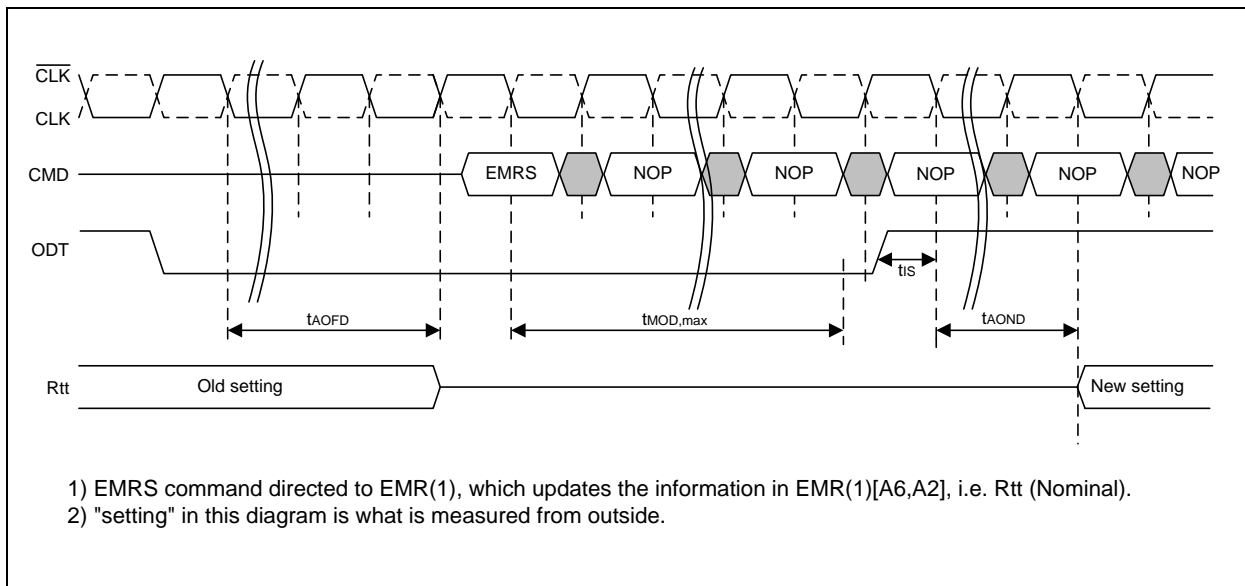 CLK
CLK
CMD EMRS NOP NOP NOP NOP NOP
ODT
tIS
tAOFD tMOD,max tAOND
Rtt Old setting New setting
1) EMRS command directed to EMR(1), which updates the information in EMR(1)[A6,A2], i.e. Rtt (Nominal).
2) "setting" in this diagram is what is measured from outside.